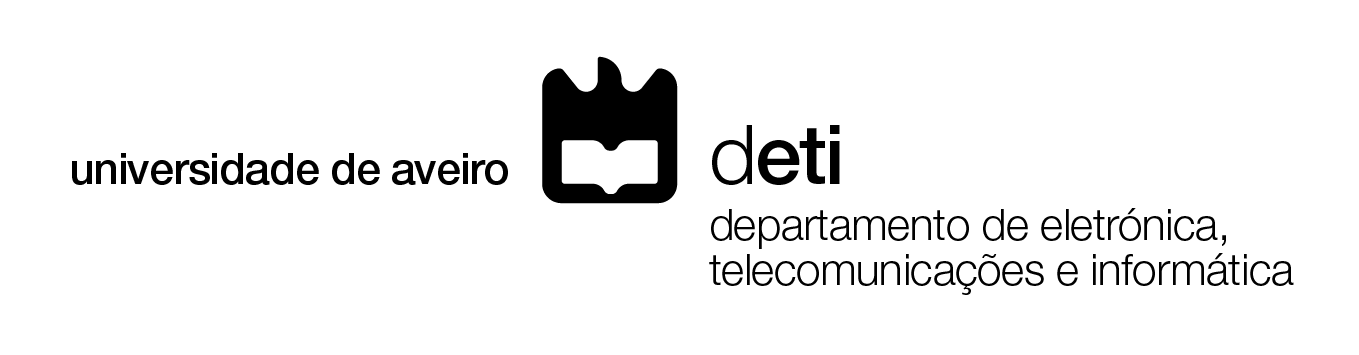 universidade de aveiro
deti
departamento de eletrónica,
telecomunicações e informática